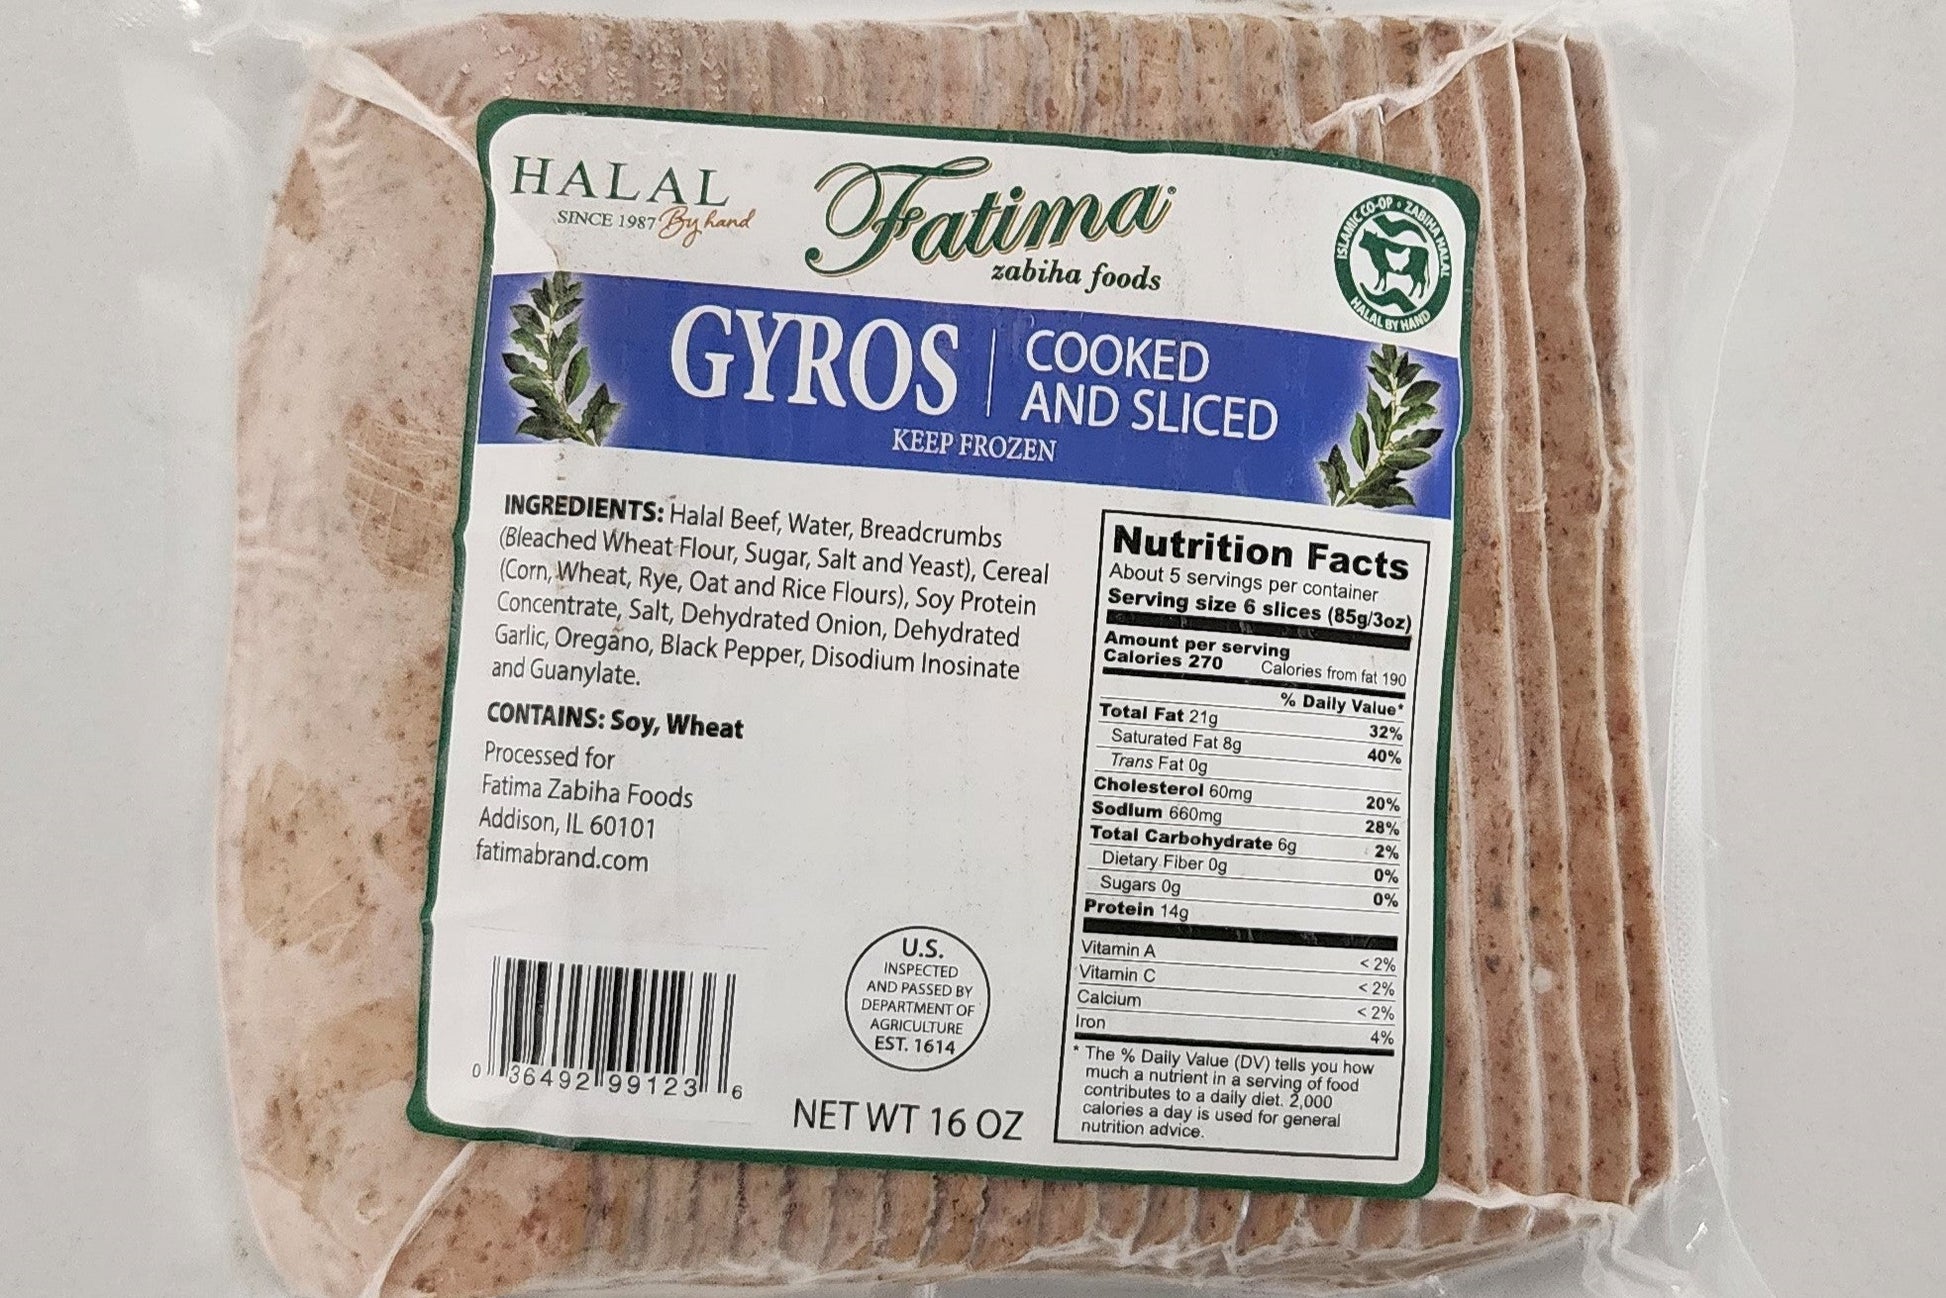 HALAL
SINCE 1987 By hand
Fatima®
zabiha foods
ISLAMIC CO-OP • ZABIHA HALAL
HALAL BY HAND
GYROS
COOKED
AND SLICED
KEEP FROZEN
INGREDIENTS: Halal Beef, Water, Breadcrumbs
(Bleached Wheat Flour, Sugar, Salt and Yeast), Cereal
(Corn, Wheat, Rye, Oat and Rice Flours), Soy Protein
Concentrate, Salt, Dehydrated Onion, Dehydrated
Garlic, Oregano, Black Pepper, Disodium Inosinate
and Guanylate.
CONTAINS: Soy, Wheat
Processed for
Fatima Zabiha Foods
Addison, IL 60101
fatimabrand.com
0 36492 99123 6
U.S.
INSPECTED
AND PASSED BY
DEPARTMENT OF
AGRICULTURE
EST. 1614
NET WT 16 OZ
Nutrition Facts
About 5 servings per container
Serving size 6 slices (85g/3oz)
Amount per serving
Calories 270 Calories from fat 190
% Daily Value*
Total Fat 21g 32%
Saturated Fat 8g 40%
Trans Fat 0g
Cholesterol 60mg 20%
Sodium 660mg 28%
Total Carbohydrate 6g 2%
Dietary Fiber 0g 0%
Sugars 0g 0%
Protein 14g
Vitamin A < 2%
Vitamin C < 2%
Calcium < 2%
Iron 4%
* The % Daily Value (DV) tells you how
much a nutrient in a serving of food
contributes to a daily diet. 2,000
calories a day is used for general
nutrition advice.